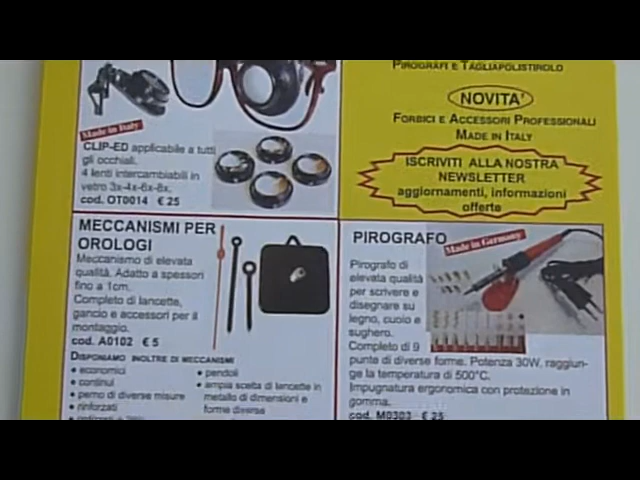 PIROGRAFI E TAGLIAPOLISTIROLO
NOVITA'
FORBICI E ACCESSORI PROFESSIONALI
MADE IN ITALY
ISCRIVITI ALLA NOSTRA
NEWSLETTER
aggiornamenti, informazioni
offerte
Made in Italy
CLIP-ED applicabile a tutti
gli occhiali.
4 lenti intercambiabili in
vetro 3x-4x-6x-8x.
cod. OT0014 € 25
MECCANISMI PER
OROLOGI
Meccanismo di elevata
qualità. Adatto a spessori
fino a 1cm.
Completo di lancette,
gancio e accessori per il
montaggio.
cod. A0102 € 5
DISPONIAMO INOLTRE DI MECCANISMI
• economici
• continui
• perno di diverse misure
• rinforzati
• pendoli
• ampia scelta di lancette in
metallo di dimensioni e
forme diverse
PIROGRAFO
Made in Germany
Pirografo di
elevata qualità
per scrivere e
disegnare su
legno, cuoio e
sughero.
Completo di 9
punte di diverse forme. Potenza 30W, raggiun-
ge la temperatura di 500°C.
Impugnatura ergonomica con protezione in
gomma.
cod. M0303 € 25